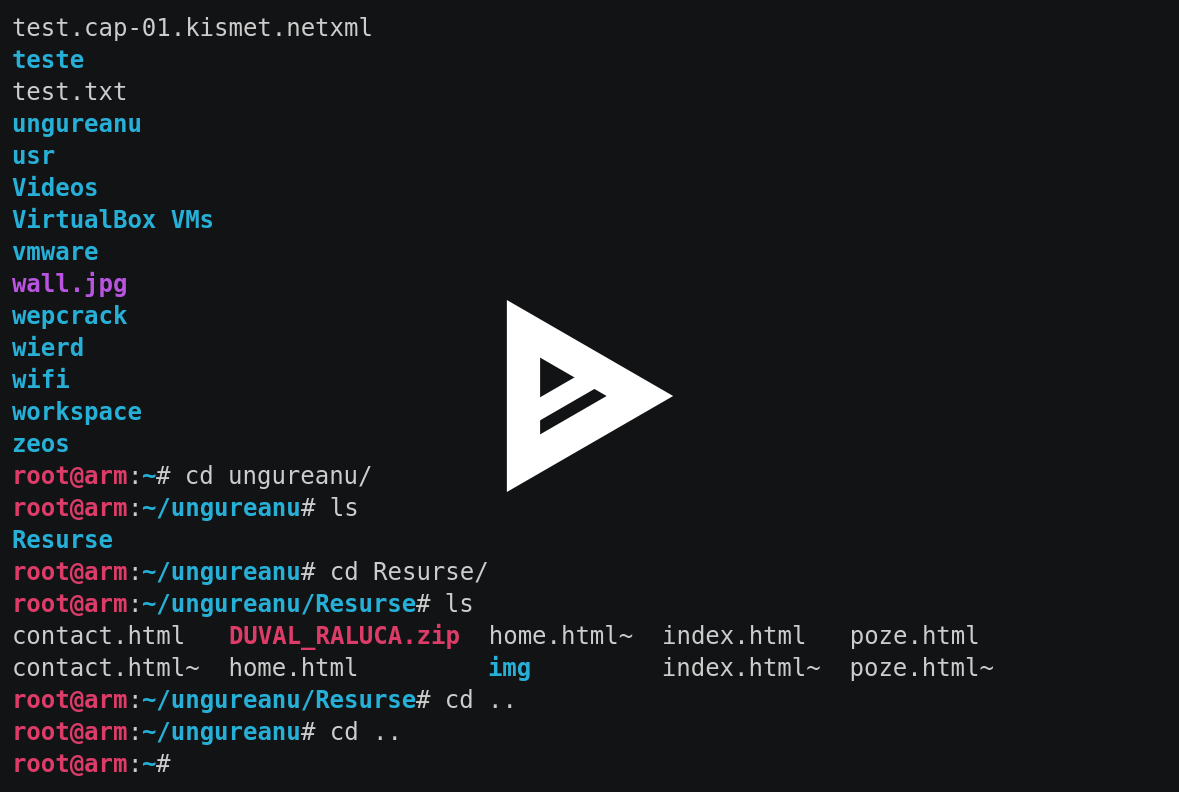 test.cap-01.kismet.netxml
teste
test.txt
ungureanu
usr
Videos
VirtualBox VMs
vmware
wall.jpg
wepcrack
wierd
wifi
workspace
zeos
root@arm:~# cd ungureanu/
root@arm:~/ungureanu# ls
Resurse
root@arm:~/ungureanu# cd Resurse/
root@arm:~/ungureanu/Resurse# ls
contact.html   DUVAL_RALUCA.zip  home.html~  index.html   poze.html
contact.html~  home.html         img         index.html~  poze.html~
root@arm:~/ungureanu/Resurse# cd ..
root@arm:~/ungureanu# cd ..
root@arm:~#